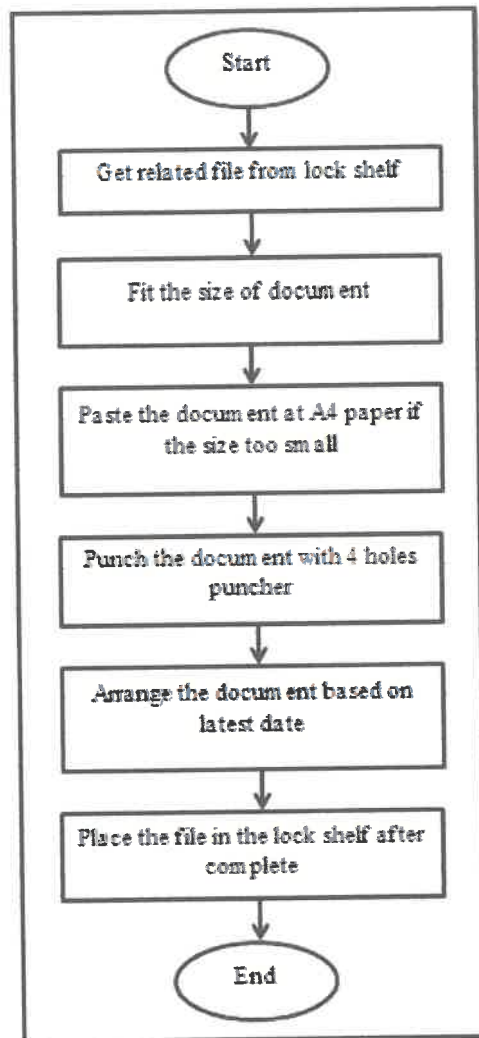 Start
Get related file from lock shelf
Fit the size of document
Paste the document at A4 paper if
the size too small
Punch the document with 4 holes
puncher
Arrange the document based on
latest date
Place the file in the lock shelf after
complete
End